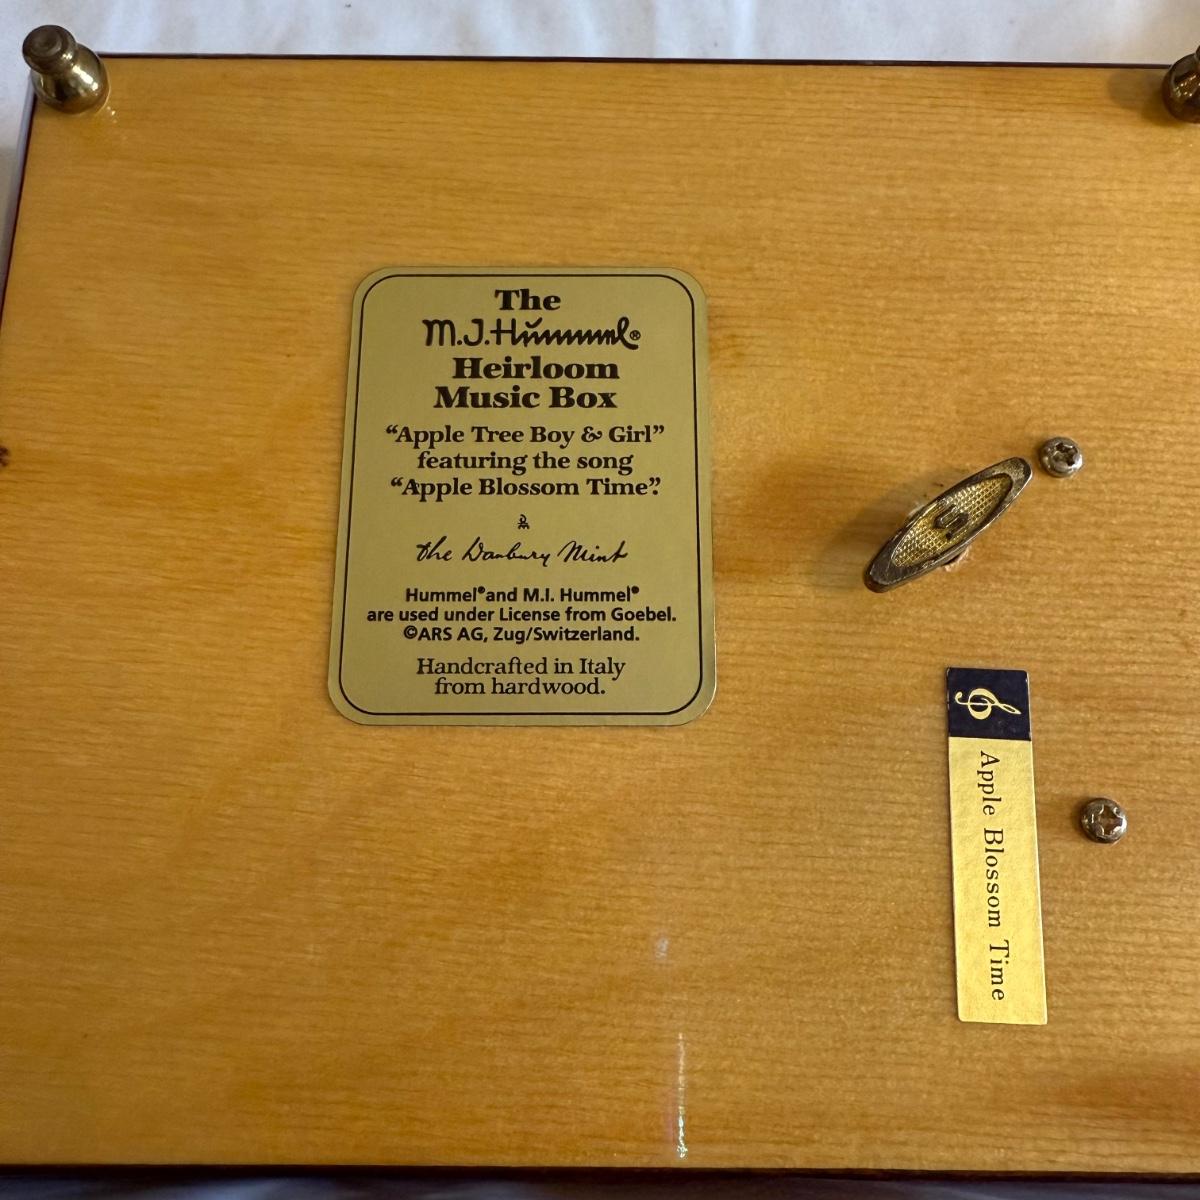 The
M.J.Hummel®
Heirloom
Music Box
“Apple Tree Boy & Girl”
featuring the song
“Apple Blossom Time”.
the Danbury Mint
Hummel® and M.I. Hummel®
are used under License from Goebel.
©ARS AG, Zug/Switzerland.
Handcrafted in Italy
from hardwood.
Apple Blossom Time